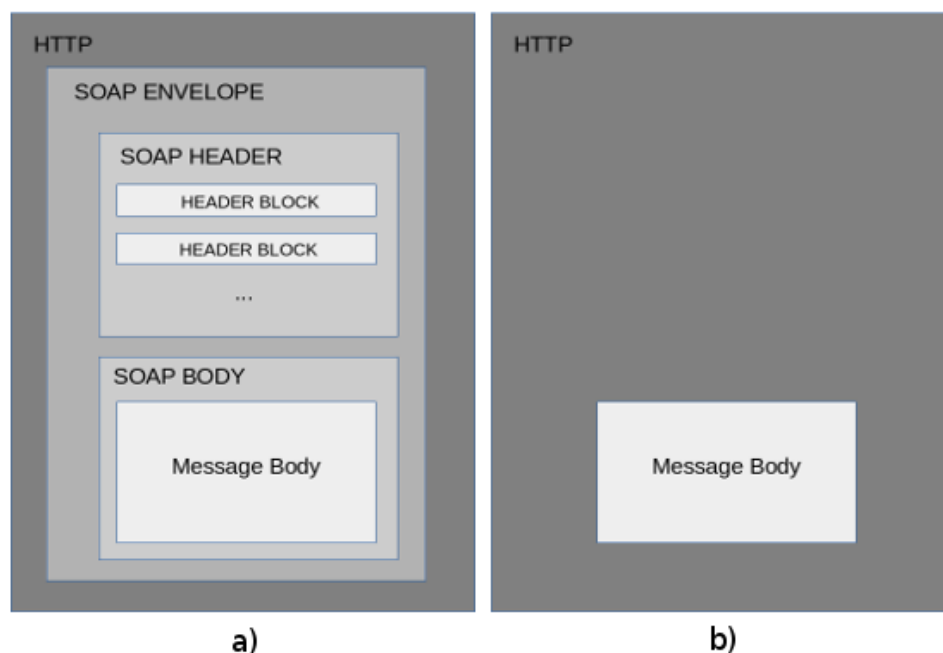 HTTP
SOAP ENVELOPE
SOAP HEADER
HEADER BLOCK
HEADER BLOCK
...
SOAP BODY
Message Body
a)
HTTP
Message Body
b)